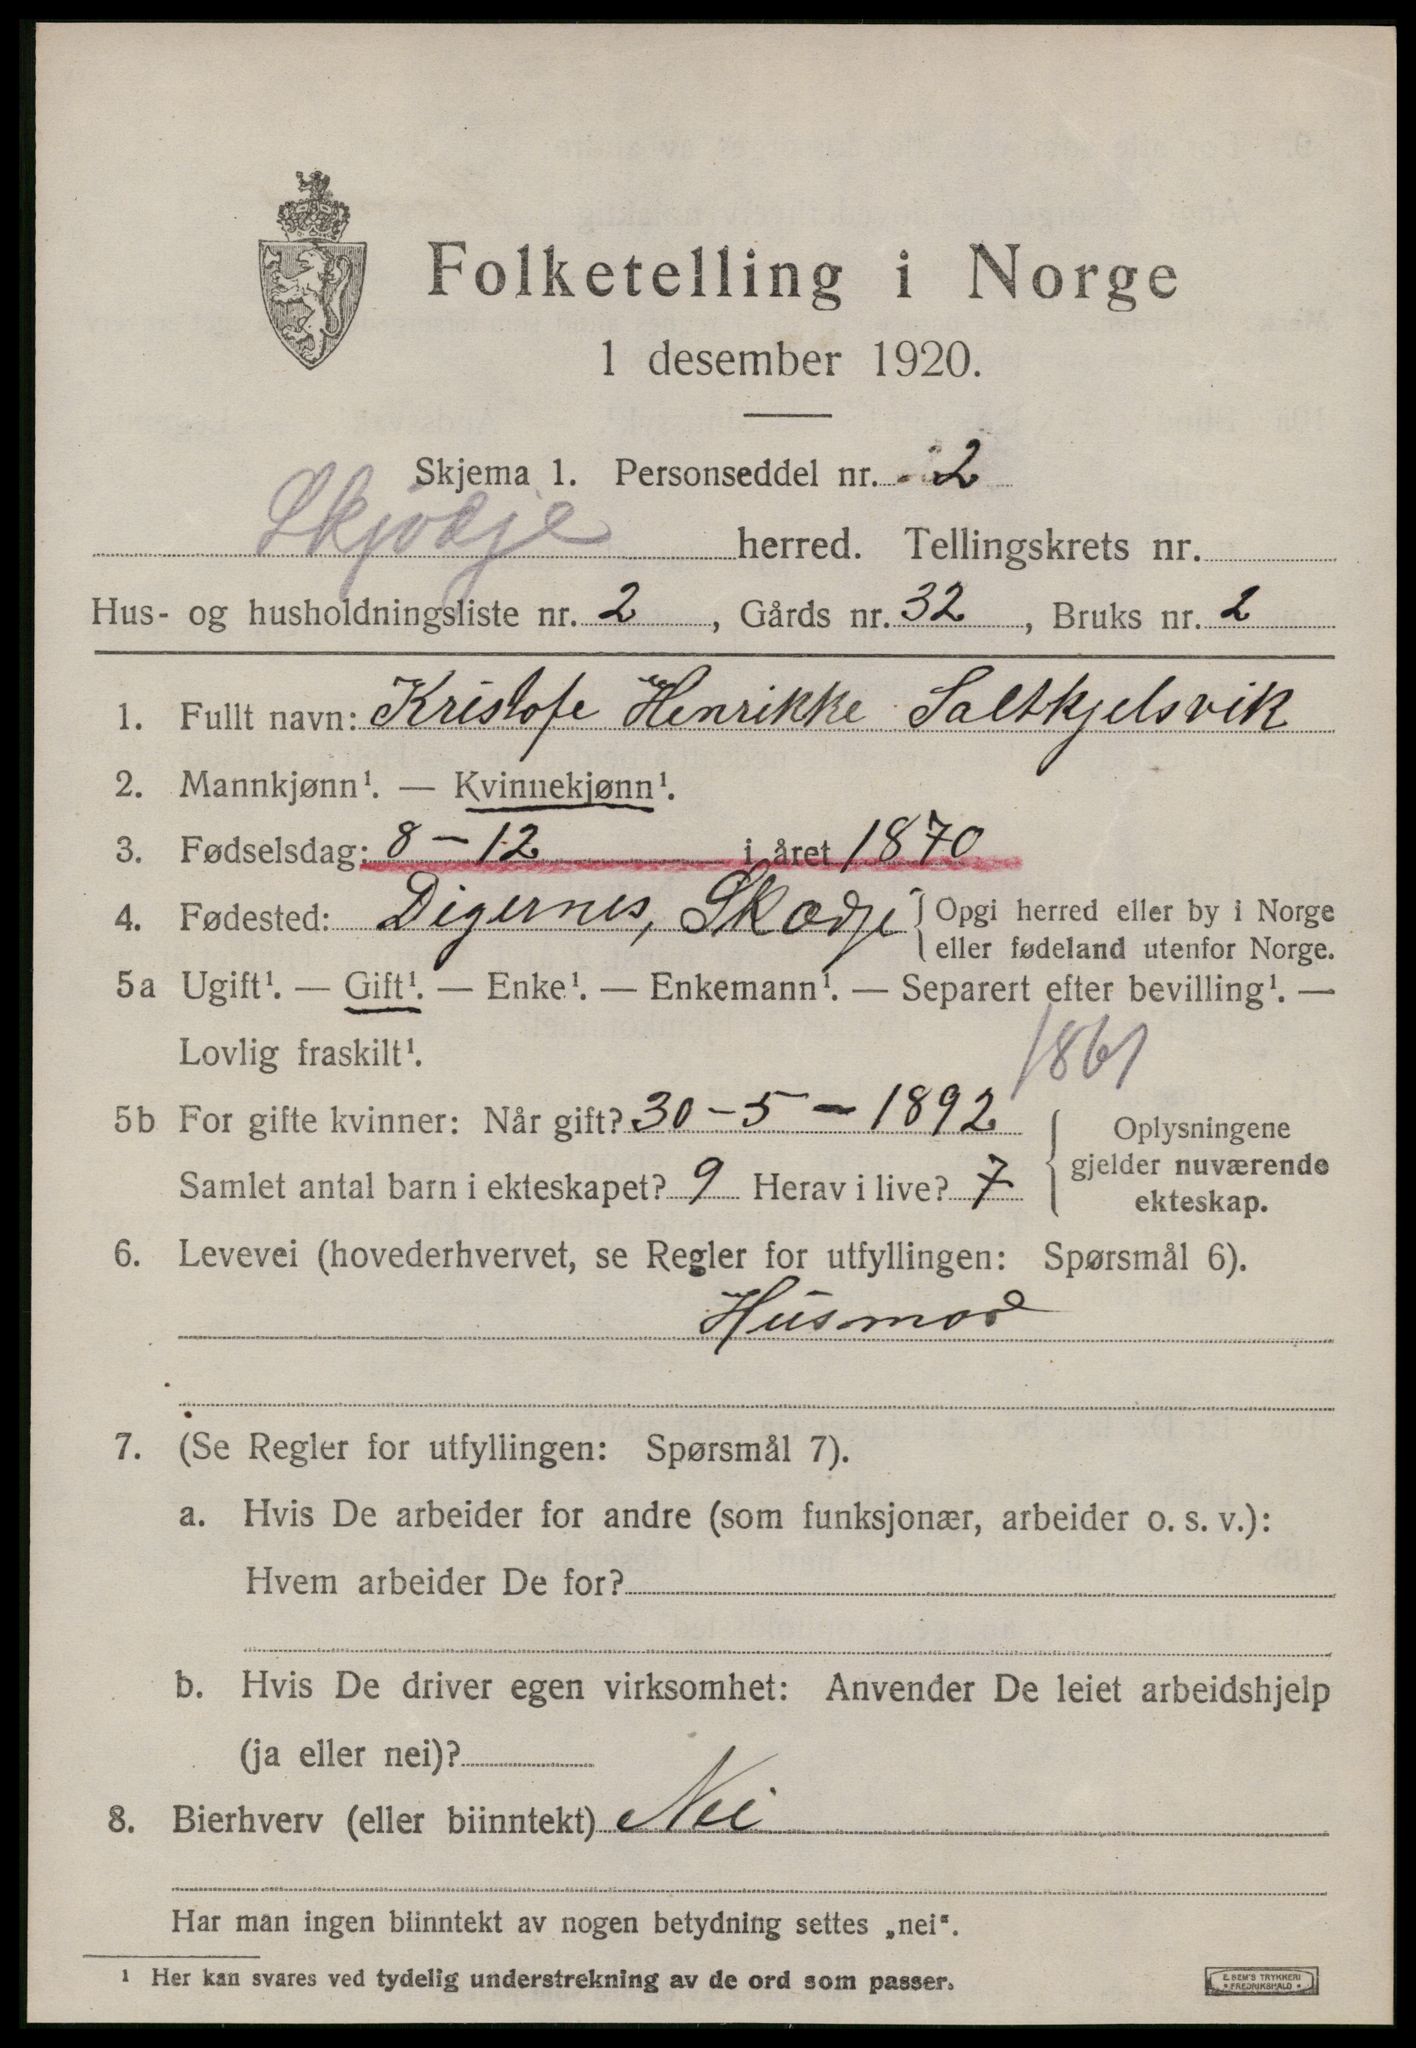 Folketelling i Norge
1 desember 1920.
Skjema 1. Personseddel nr. 2
Skjodje herred. Tellingskrets nr.
Hus- og husholdningsliste nr. 2, Gårds nr. 32, Bruks nr. 2
1. Fullt navn: Kristofe Henrikke Saltkjelsvik
2. Mannkjønn¹. — Kvinnekjønn¹.
3. Fødselsdag: 8 – 12 i året 1870
4. Fødested: Digernes, Skodje { Opgi herred eller by i Norge
eller fødeland utenfor Norge.
5a Ugift¹. — Gift¹. — Enke¹. — Enkemann¹. — Separert efter bevilling¹. —
Lovlig fraskilt¹.
1861
5b For gifte kvinner: Når gift? 30 – 5 – 1892
Samlet antal barn i ekteskapet? 9 Herav i live? 7
Oplysningene
gjelder nuværende
ekteskap.
6. Levevei (hovederhvervet, se Regler for utfyllingen: Spørsmål 6).
Husmod
7. (Se Regler for utfyllingen: Spørsmål 7).
a. Hvis De arbeider for andre (som funksjonær, arbeider o. s. v.):
Hvem arbeider De for?
b. Hvis De driver egen virksomhet: Anvender De leiet arbeidshjelp
(ja eller nei)?
8. Bierhverv (eller biinntekt) Nei
Har man ingen biinntekt av nogen betydning settes „nei“.
¹ Her kan svares ved tydelig understrekning av de ord som passer.
E. SEM'S TRYKKERI
• FREDRIKSHALD •